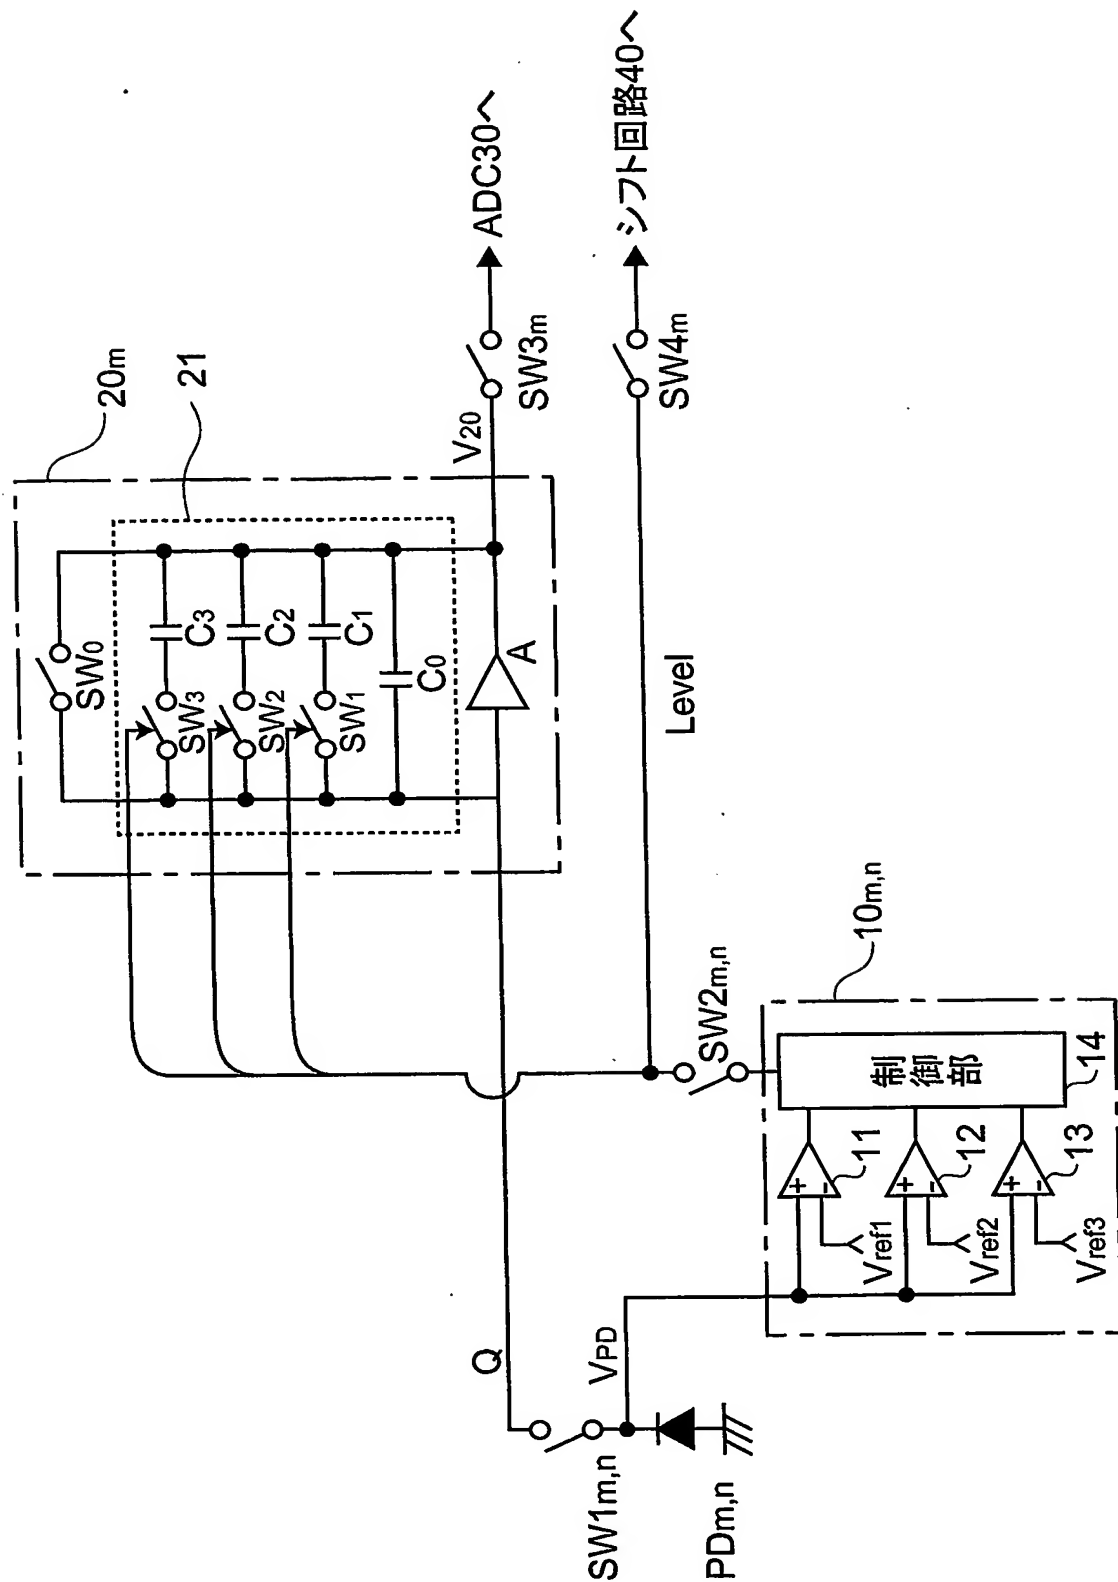 20m
21
SW0
SW3
C3
SW2
C2
SW1
C1
C0
A
V20
SW3m
ADC30へ
SW4m
シフト回路40へ
Level
Q
SW1m,n
VPD
PDm,n
SW2m,n
10m,n
制御部
14
11
12
13
+
-
+
-
+
-
Vref1
Vref2
Vref3